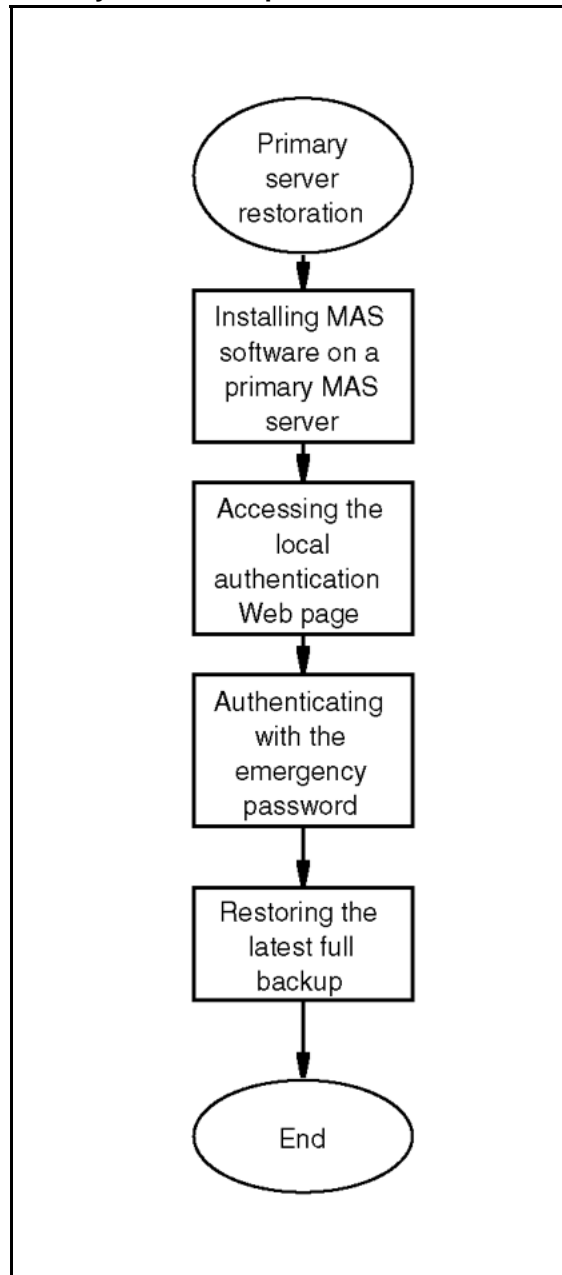 Primary
server
restoration
Installing MAS
software on a
primary MAS
server
Accessing the
local
authentication
Web page
Authenticating
with the
emergency
password
Restoring the
latest full
backup
End